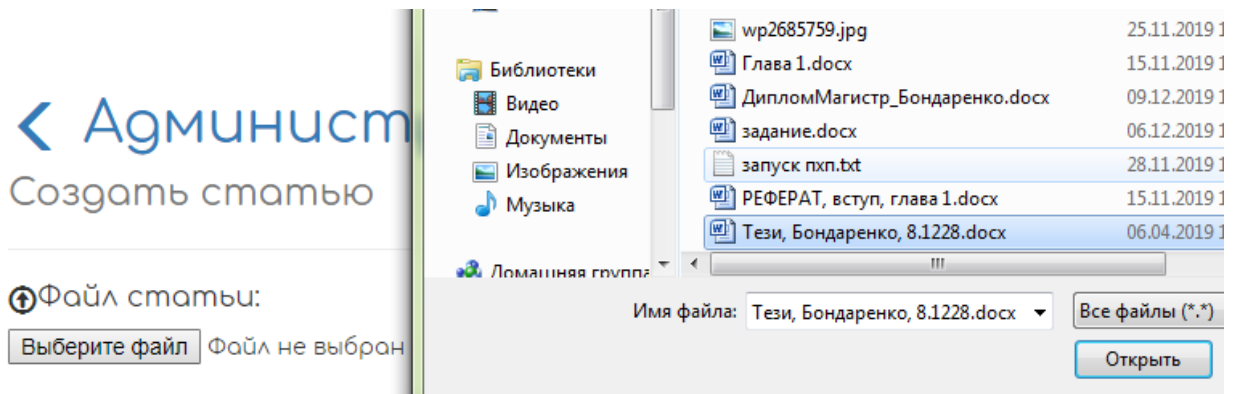 Админист
Создать статью
Файл статьи:
Выберите файл Файл не выбран
Библиотеки
Видео
Документы
Изображения
Музыка
Домашняя группа
wp2685759.jpg 25.11.2019 1
Глава 1.docx 15.11.2019 1
ДипломМагистр_Бондаренко.docx 09.12.2019 1
задание.docx 06.12.2019 1
запуск пхп.txt 28.11.2019 1
РЕФЕРАТ, вступ, глава 1.docx 15.11.2019 1
Тези, Бондаренко, 8.1228.docx 06.04.2019 1
Имя файла: Тези, Бондаренко, 8.1228.docx Все файлы (*.*)
Открыть